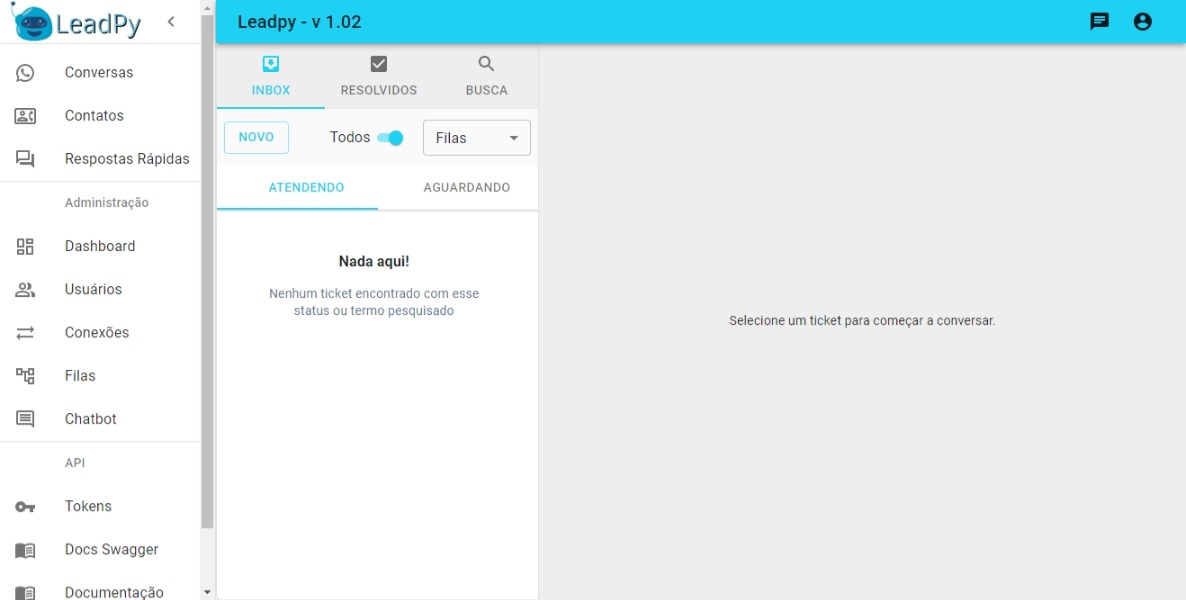 LeadPy
Leadpy - v 1.02
Conversas
Contatos
Respostas Rápidas
Administração
Dashboard
Usuários
Conexões
Filas
Chatbot
API
Tokens
Docs Swagger
Documentação
INBOX
RESOLVIDOS
BUSCA
NOVO
Todos
Filas
ATENDENDO
AGUARDANDO
Nada aqui!
Nenhum ticket encontrado com esse
status ou termo pesquisado
Selecione um ticket para começar a conversar.